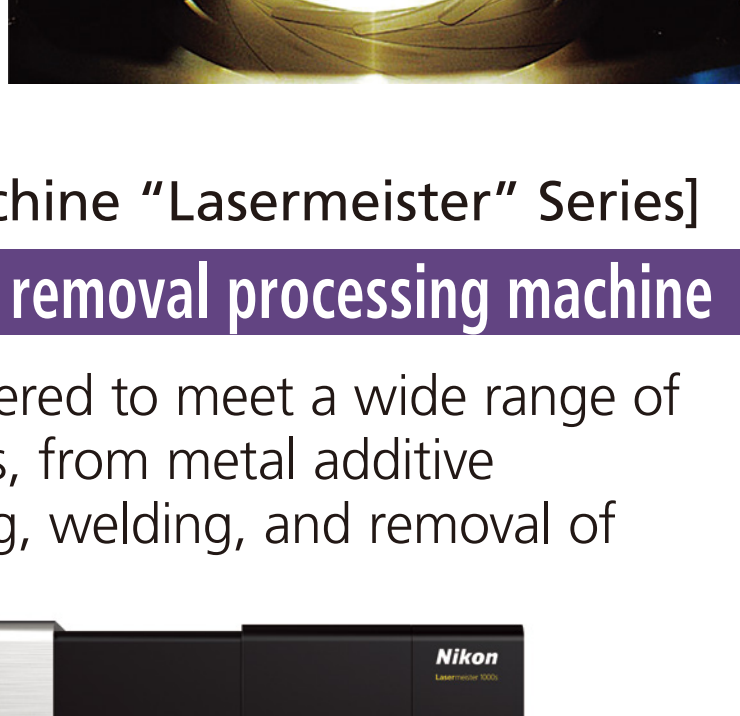 chine “Lasermeister” Series]
removal processing machine
ered to meet a wide range of
s, from metal additive
g, welding, and removal of
Nikon
Lasermeister 1000s